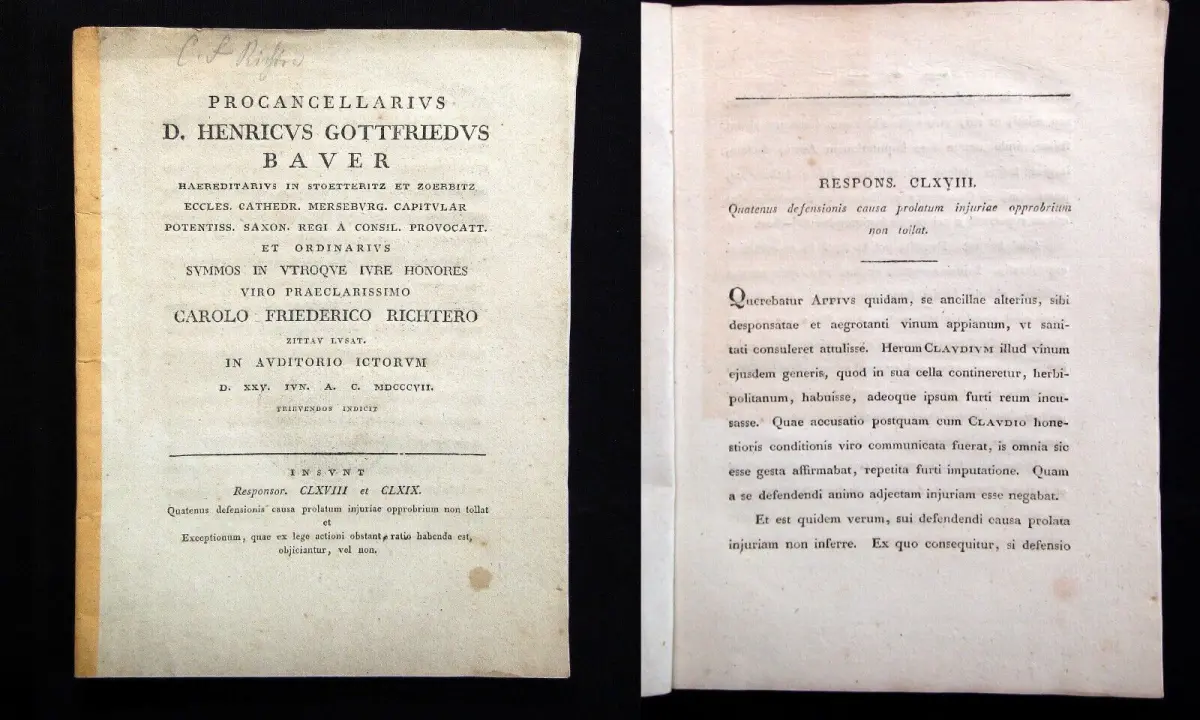 C. F. Richter
PROCANCELLARIVS
D. HENRICVS GOTTFRIEDVS
BAVER
HAEREDITARIVS IN STOETTERITZ ET ZOERBITZ
ECCLES. CATHEDR. MERSEBVRG. CAPITVLAR
POTENTISS. SAXON. REGI A CONSIL. PROVOCATT.
ET ORDINARIVS
SVMMOS IN VTROQVE IVRE HONORES
VIRO PRAECLARISSIMO
CAROLO FRIEDERICO RICHTERO
ZITTAV LVSAT.
IN AVDITORIO ICTORVM
D. XXV. IVN. A. C. MDCCCVII.
TRIBVENDOS INDICIT
INSVNT
Responsor. CLXVIII et CLXIX.
Quatenus defensionis causa prolatum injuriae opprobrium non tollat
et
Exceptionum, quae ex lege actioni obstant, ratio habenda est,
objiciantur, vel non.
RESPONS. CLXVIII.
Quatenus defensionis causa prolatum injuriae opprobrium
non tollat.
Querebatur APPIVS quidam, se ancillae alterius, sibi
desponsatae et aegrotanti vinum appianum, vt sani-
tati consuleret attulisse. Herum CLAVDIVM illud vinum
ejusdem generis, quod in sua cella contineretur, herbi-
politanum, habuisse, adeoque ipsum furti reum incu-
sasse. Quae accusatio postquam cum CLAVDIO hone-
stioris conditionis viro communicata fuerat, is omnia sic
esse gesta affirmabat, repetita furti imputatione. Quam
a se defendendi animo adjectam injuriam esse negabat.
Et est quidem verum, sui defendendi causa prolata
injuriam non inferre. Ex quo consequitur, si defensio